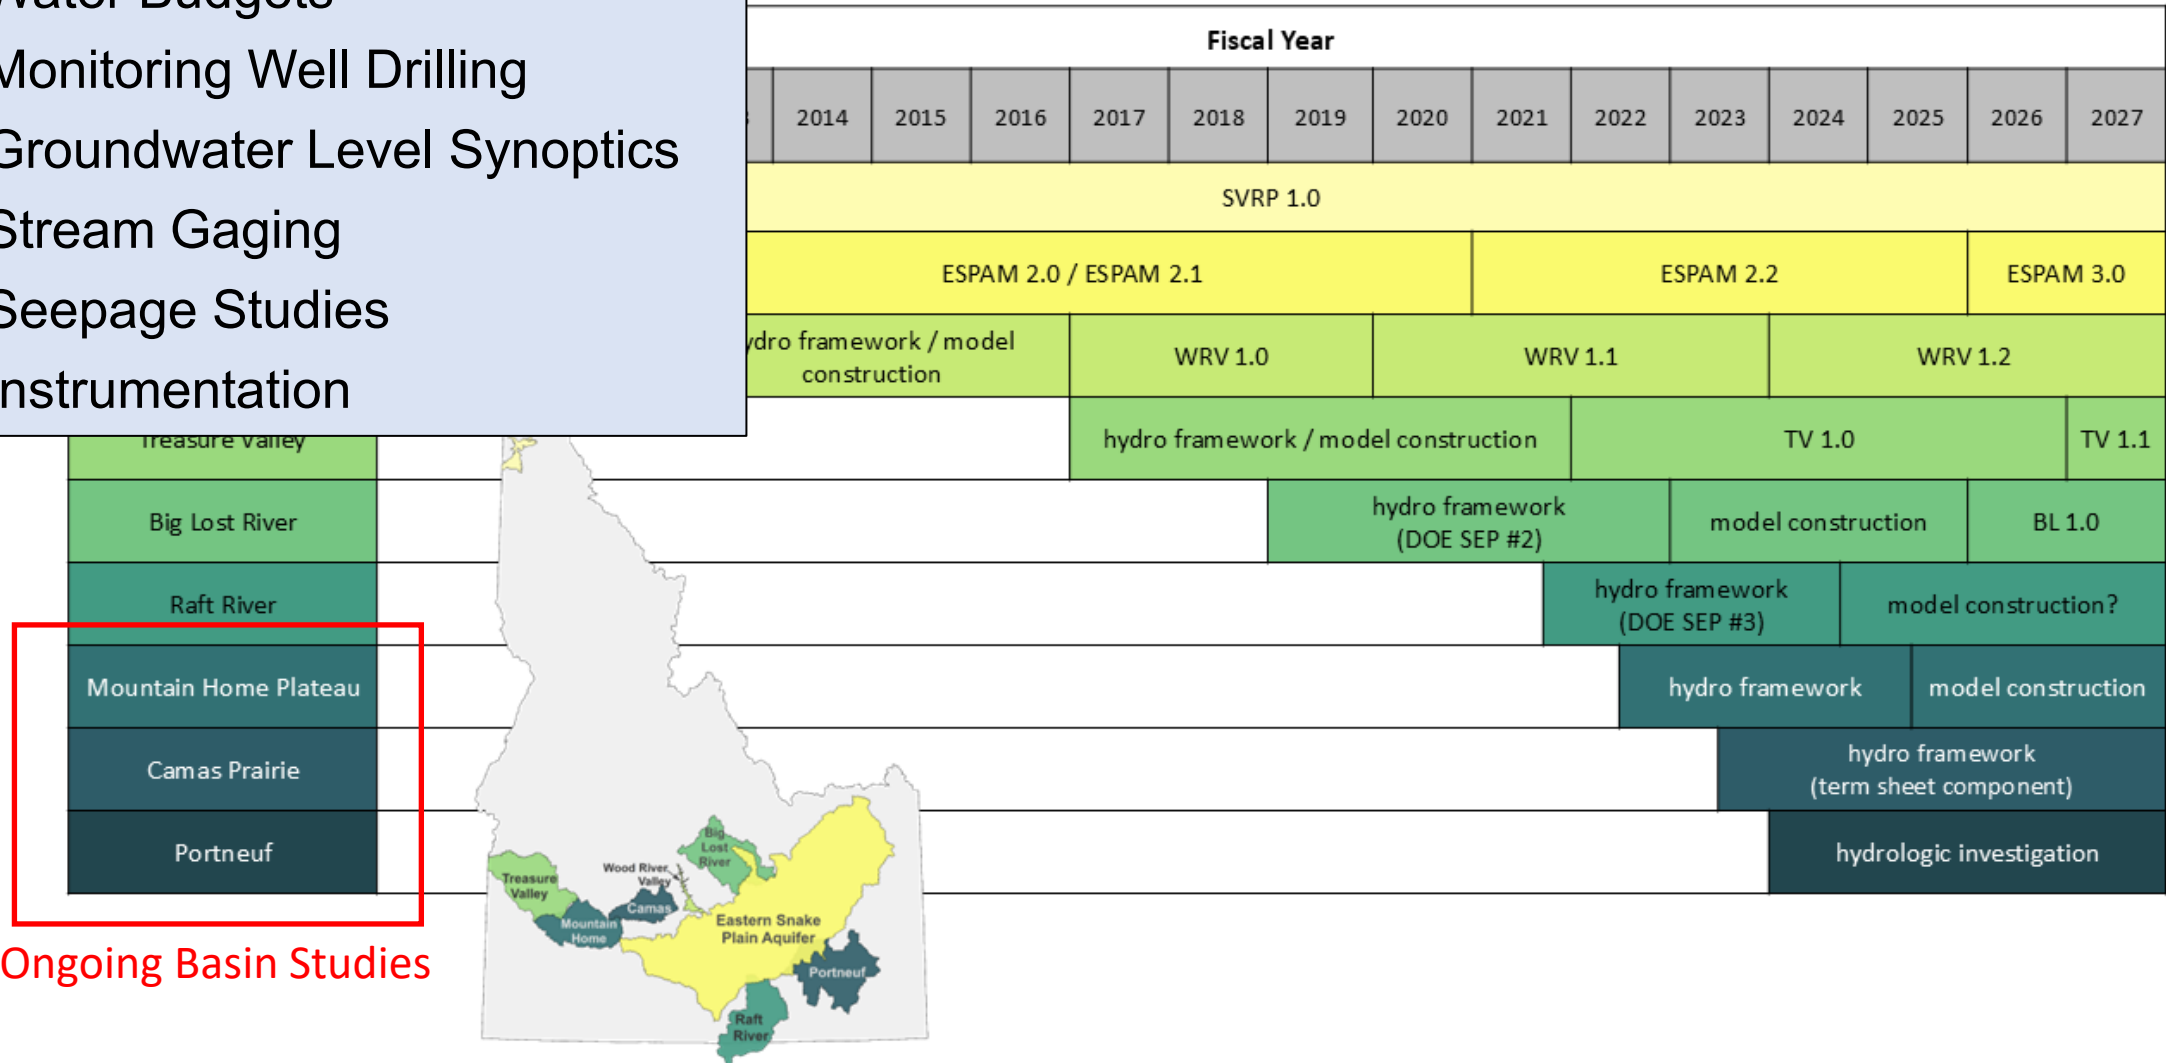 Water Budgets
Monitoring Well Drilling
Groundwater Level Synoptics
Stream Gaging
Seepage Studies
Instrumentation
Fiscal Year
2014 2015 2016 2017 2018 2019 2020 2021 2022 2023 2024 2025 2026 2027
SVRP 1.0
ESPAM 2.0 / ESPAM 2.1 ESPAM 2.2 ESPAM 3.0
ydro framework / model
construction
WRV 1.0 WRV 1.1 WRV 1.2
Treasure Valley
hydro framework / model construction TV 1.0 TV 1.1
Big Lost River
hydro framework
(DOE SEP #2)
model construction BL 1.0
Raft River
hydro framework
(DOE SEP #3)
model construction?
Mountain Home Plateau
hydro framework model construction
Camas Prairie
hydro framework
(term sheet component)
Portneuf
hydrologic investigation
Ongoing Basin Studies
Big
Lost
River
Wood River
Valley
Treasure
Valley
Camas
Mountain
Home
Eastern Snake
Plain Aquifer
Portneuf
Raft
River